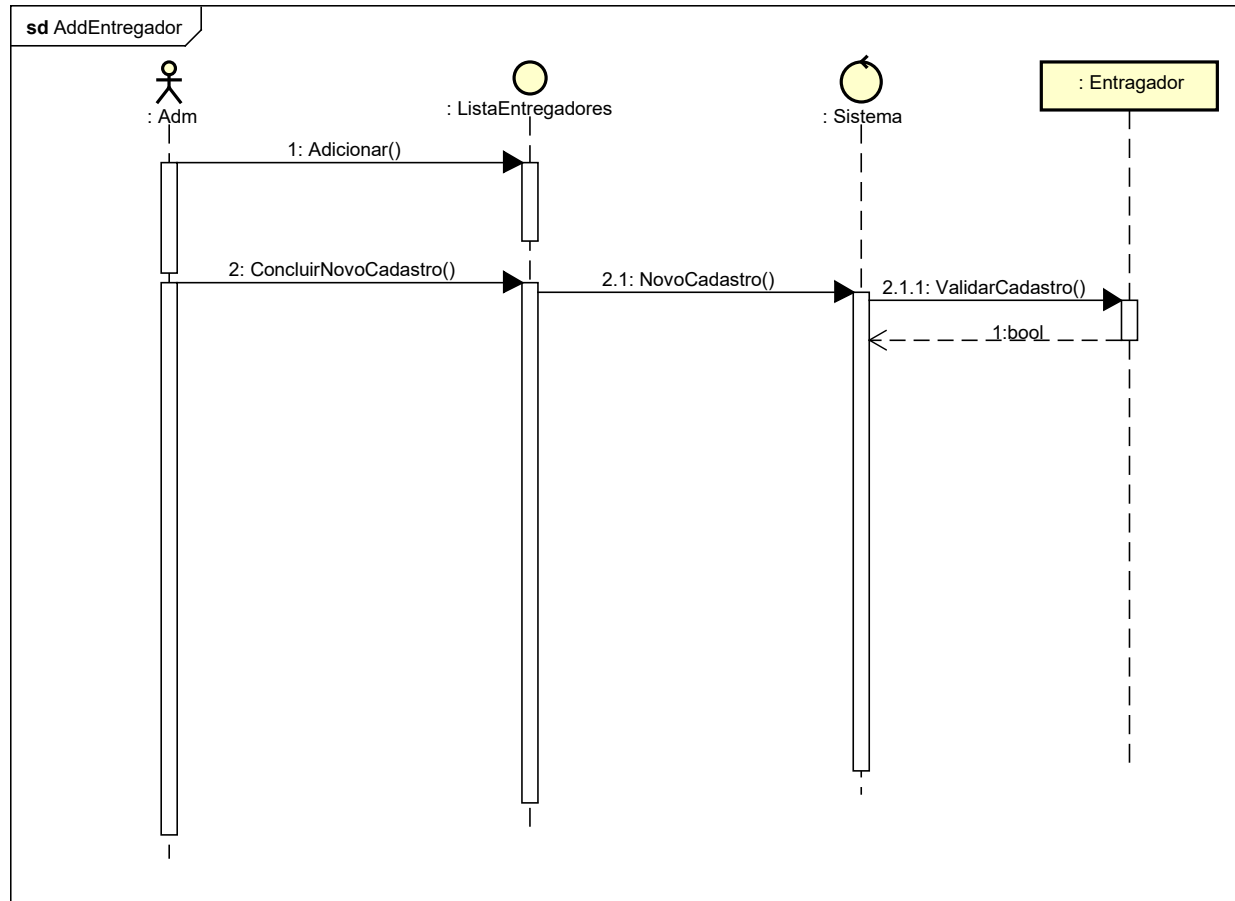 sd AddEntregador
: Adm
: ListaEntregadores
: Sistema
: Entragador
1: Adicionar()
2: ConcluirNovoCadastro()
2.1: NovoCadastro()
2.1.1: ValidarCadastro()
1:bool